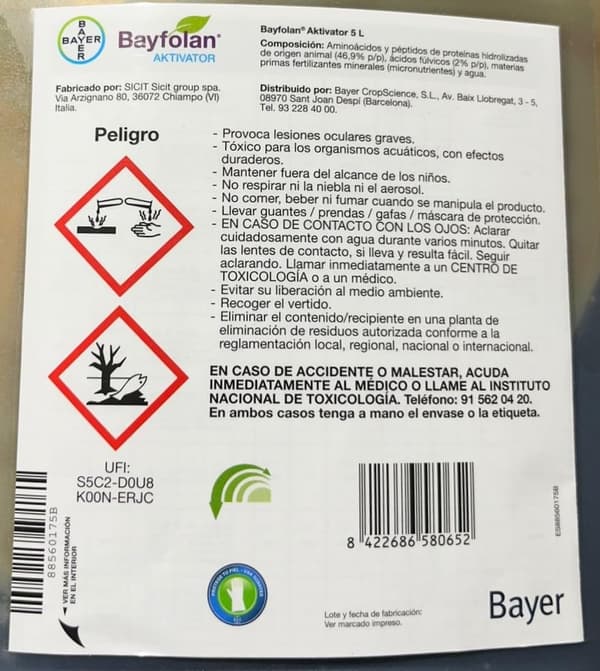 BAYER
BAYER
Bayfolan®
AKTIVATOR
Bayfolan® Aktivator 5 L
Composición: Aminoácidos y péptidos de proteínas hidrolizadas
de origen animal (46,9% p/p), ácidos fúlvicos (2% p/p), materias
primas fertilizantes minerales (micronutrientes) y agua.
Fabricado por: SICIT Sicit group spa.
Via Arzignano 80, 36072 Chiampo (VI)
Italia.
Distribuido por: Bayer CropScience, S.L., Av. Baix Llobregat, 3 - 5,
08970 Sant Joan Despí (Barcelona).
Tel. 93 228 40 00.
Peligro
- Provoca lesiones oculares graves.
- Tóxico para los organismos acuáticos, con efectos
duraderos.
- Mantener fuera del alcance de los niños.
- No respirar ni la niebla ni el aerosol.
- No comer, beber ni fumar cuando se manipula el producto.
- Llevar guantes / prendas / gafas / máscara de protección.
- EN CASO DE CONTACTO CON LOS OJOS: Aclarar
cuidadosamente con agua durante varios minutos. Quitar
las lentes de contacto, si lleva y resulta fácil. Seguir
aclarando. Llamar inmediatamente a un CENTRO DE
TOXICOLOGÍA o a un médico.
- Evitar su liberación al medio ambiente.
- Recoger el vertido.
- Eliminar el contenido/recipiente en una planta de
eliminación de residuos autorizada conforme a la
reglamentación local, regional, nacional o internacional.
EN CASO DE ACCIDENTE O MALESTAR, ACUDA
INMEDIATAMENTE AL MÉDICO O LLAME AL INSTITUTO
NACIONAL DE TOXICOLOGÍA. Teléfono: 91 562 04 20.
En ambos casos tenga a mano el envase o la etiqueta.
UFI:
S5C2-D0U8
K00N-ERJC
88560175B
VER MÁS INFORMACIÓN
EN EL INTERIOR
8 422686 580652
ES88560175B
PROTEGE TU PIEL - USA GUANTES
Lote y fecha de fabricación:
Ver marcado impreso.
Bayer